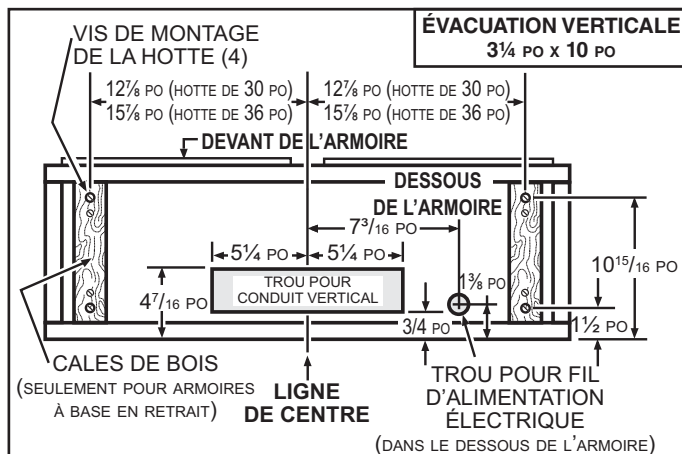 VIS DE MONTAGE
DE LA HOTTE (4)
ÉVACUATION VERTICALE
3¼ PO X 10 PO
12⅞ PO (HOTTE DE 30 PO)
15⅞ PO (HOTTE DE 36 PO)
12⅞ PO (HOTTE DE 30 PO)
15⅞ PO (HOTTE DE 36 PO)
DEVANT DE L'ARMOIRE
DESSOUS
DE L'ARMOIRE
7³/₁₆ PO
5¼ PO
5¼ PO
TROU POUR
CONDUIT VERTICAL
4⁷/₁₆ PO
1⅜ PO
3/4 PO
10¹⁵/₁₆ PO
1½ PO
CALES DE BOIS
(SEULEMENT POUR ARMOIRES
À BASE EN RETRAIT)
LIGNE
DE CENTRE
TROU POUR FIL
D'ALIMENTATION
ÉLECTRIQUE
(DANS LE DESSOUS DE L'ARMOIRE)